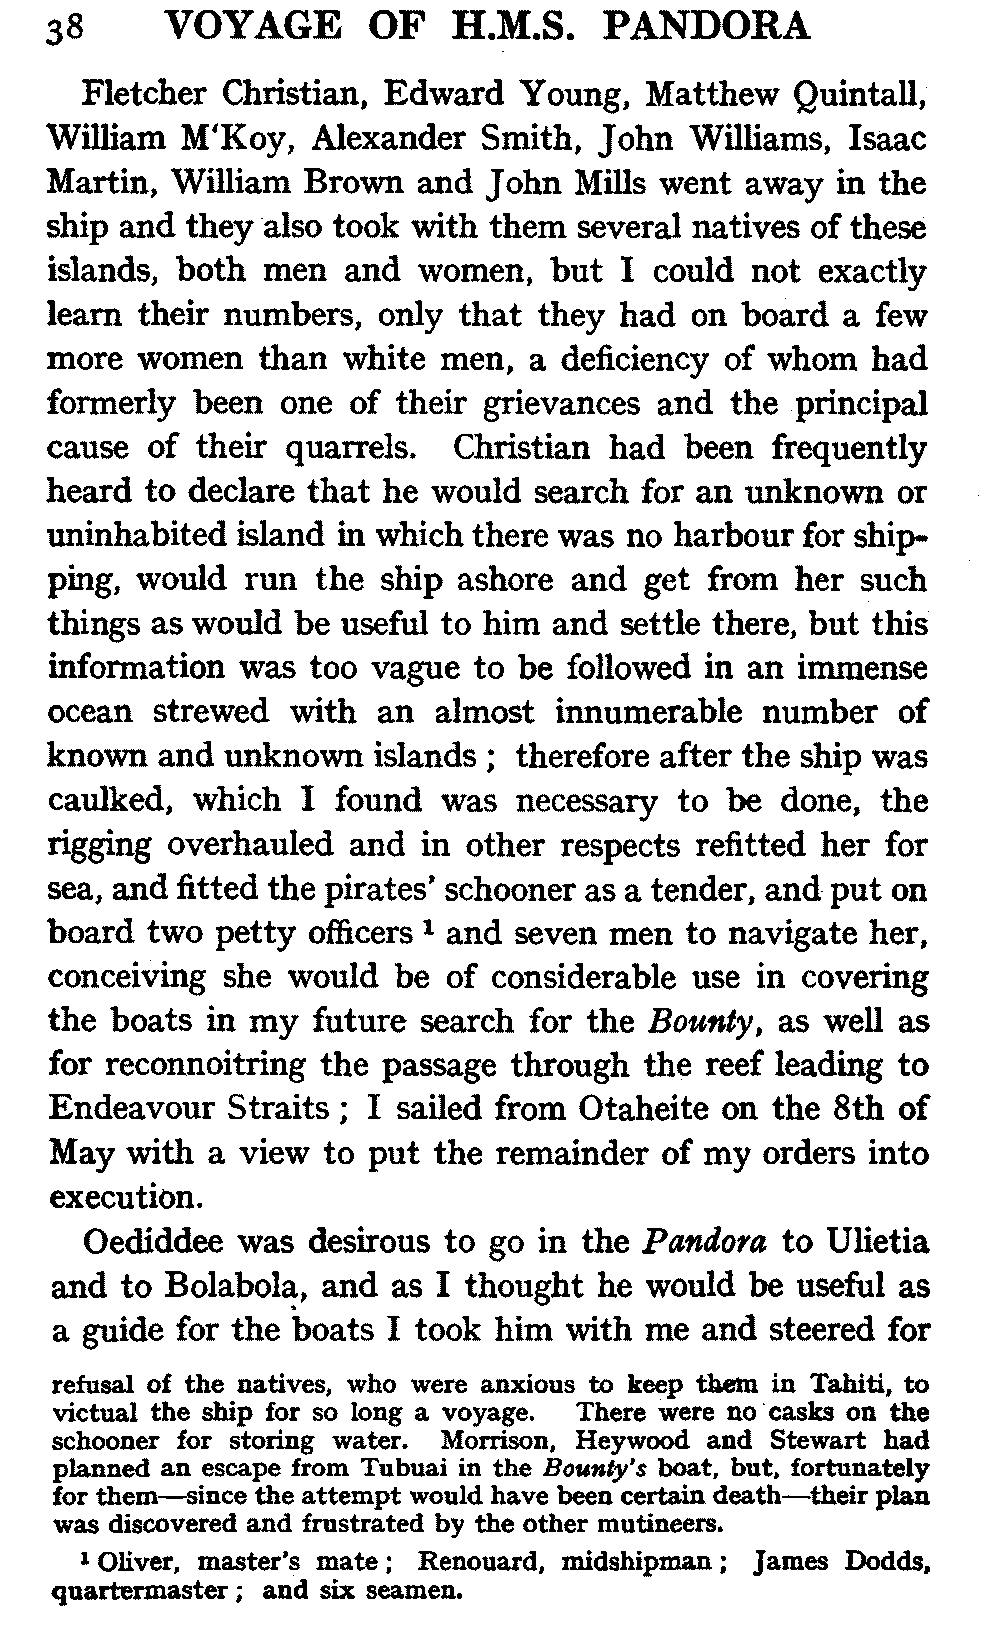 38 VOYAGE OF H.M.S. PANDORA
Fletcher Christian, Edward Young, Matthew Quintall,
William M‘Koy, Alexander Smith, John Williams, Isaac
Martin, William Brown and John Mills went away in the
ship and they also took with them several natives of these
islands, both men and women, but I could not exactly
learn their numbers, only that they had on board a few
more women than white men, a deficiency of whom had
formerly been one of their grievances and the principal
cause of their quarrels. Christian had been frequently
heard to declare that he would search for an unknown or
uninhabited island in which there was no harbour for ship-
ping, would run the ship ashore and get from her such
things as would be useful to him and settle there, but this
information was too vague to be followed in an immense
ocean strewed with an almost innumerable number of
known and unknown islands ; therefore after the ship was
caulked, which I found was necessary to be done, the
rigging overhauled and in other respects refitted her for
sea, and fitted the pirates’ schooner as a tender, and put on
board two petty officers ¹ and seven men to navigate her,
conceiving she would be of considerable use in covering
the boats in my future search for the Bounty, as well as
for reconnoitring the passage through the reef leading to
Endeavour Straits ; I sailed from Otaheite on the 8th of
May with a view to put the remainder of my orders into
execution.
Oediddee was desirous to go in the Pandora to Ulietia
and to Bolabola, and as I thought he would be useful as
a guide for the boats I took him with me and steered for
refusal of the natives, who were anxious to keep them in Tahiti, to
victual the ship for so long a voyage. There were no casks on the
schooner for storing water. Morrison, Heywood and Stewart had
planned an escape from Tubuai in the Bounty's boat, but, fortunately
for them—since the attempt would have been certain death—their plan
was discovered and frustrated by the other mutineers.
¹ Oliver, master's mate ; Renouard, midshipman ; James Dodds,
quartermaster ; and six seamen.